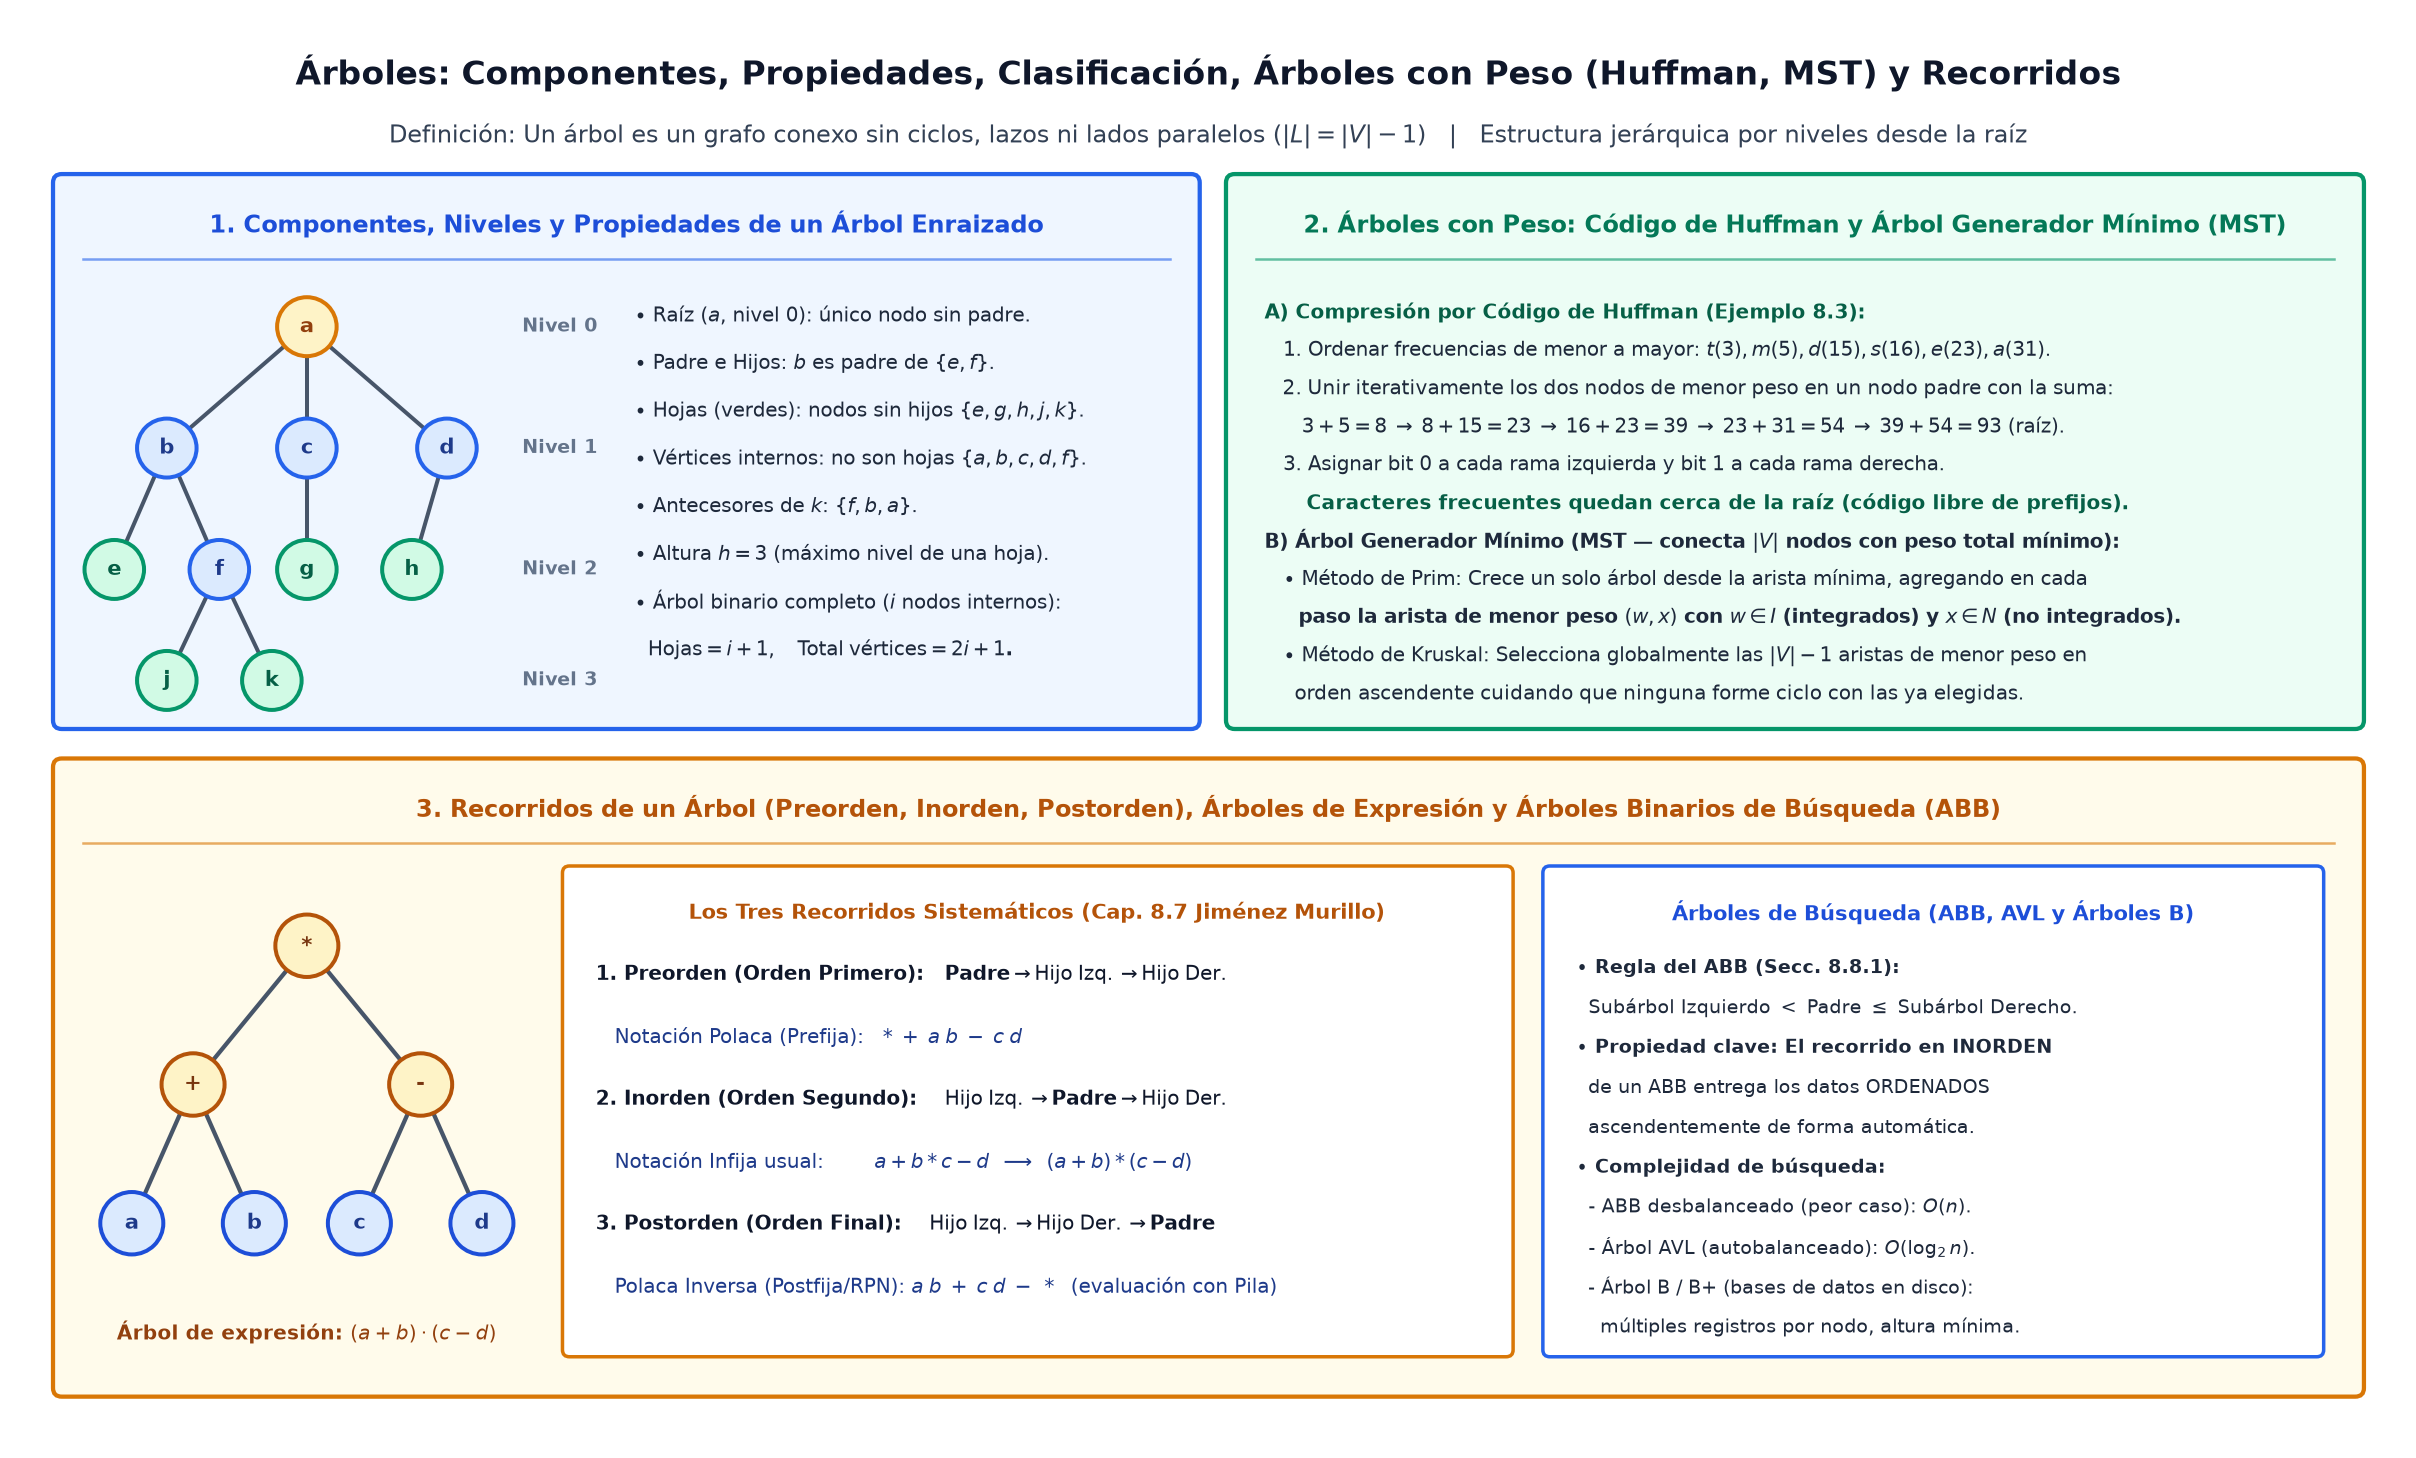 Árboles: Componentes, Propiedades, Clasificación, Árboles con Peso (Huffman, MST) y Recorridos
Definición: Un árbol es un grafo conexo sin ciclos, lazos ni lados paralelos (|L| = |V| − 1)   |   Estructura jerárquica por niveles desde la raíz
1. Componentes, Niveles y Propiedades de un Árbol Enraizado
a
b
c
d
e
f
g
h
j
k
Nivel 0
Nivel 1
Nivel 2
Nivel 3
• Raíz (a, nivel 0): único nodo sin padre.
• Padre e Hijos: b es padre de {e, f}.
• Hojas (verdes): nodos sin hijos {e, g, h, j, k}.
• Vértices internos: no son hojas {a, b, c, d, f}.
• Antecesores de k: {f, b, a}.
• Altura h = 3 (máximo nivel de una hoja).
• Árbol binario completo (i nodos internos):
Hojas = i + 1,    Total vértices = 2i + 1.
2. Árboles con Peso: Código de Huffman y Árbol Generador Mínimo (MST)
A) Compresión por Código de Huffman (Ejemplo 8.3):
1. Ordenar frecuencias de menor a mayor: t(3), m(5), d(15), s(16), e(23), a(31).
2. Unir iterativamente los dos nodos de menor peso en un nodo padre con la suma:
3 + 5 = 8 → 8 + 15 = 23 → 16 + 23 = 39 → 23 + 31 = 54 → 39 + 54 = 93 (raíz).
3. Asignar bit 0 a cada rama izquierda y bit 1 a cada rama derecha.
Caracteres frecuentes quedan cerca de la raíz (código libre de prefijos).
B) Árbol Generador Mínimo (MST — conecta |V| nodos con peso total mínimo):
• Método de Prim: Crece un solo árbol desde la arista mínima, agregando en cada
paso la arista de menor peso (w, x) con w ∈ I (integrados) y x ∈ N (no integrados).
• Método de Kruskal: Selecciona globalmente las |V| − 1 aristas de menor peso en
orden ascendente cuidando que ninguna forme ciclo con las ya elegidas.
3. Recorridos de un Árbol (Preorden, Inorden, Postorden), Árboles de Expresión y Árboles Binarios de Búsqueda (ABB)
*
+
-
a
b
c
d
Árbol de expresión: (a + b) · (c − d)
Los Tres Recorridos Sistemáticos (Cap. 8.7 Jiménez Murillo)
1. Preorden (Orden Primero):   Padre → Hijo Izq. → Hijo Der.
Notación Polaca (Prefija):   * + a b − c d
2. Inorden (Orden Segundo):    Hijo Izq. → Padre → Hijo Der.
Notación Infija usual:   a + b * c − d ⟶ (a + b) * (c − d)
3. Postorden (Orden Final):    Hijo Izq. → Hijo Der. → Padre
Polaca Inversa (Postfija/RPN): a b + c d − *   (evaluación con Pila)
Árboles de Búsqueda (ABB, AVL y Árboles B)
• Regla del ABB (Secc. 8.8.1):
Subárbol Izquierdo < Padre ≤ Subárbol Derecho.
• Propiedad clave: El recorrido en INORDEN
de un ABB entrega los datos ORDENADOS
ascendentemente de forma automática.
• Complejidad de búsqueda:
- ABB desbalanceado (peor caso): O(n).
- Árbol AVL (autobalanceado): O(log₂ n).
- Árbol B / B+ (bases de datos en disco):
múltiples registros por nodo, altura mínima.